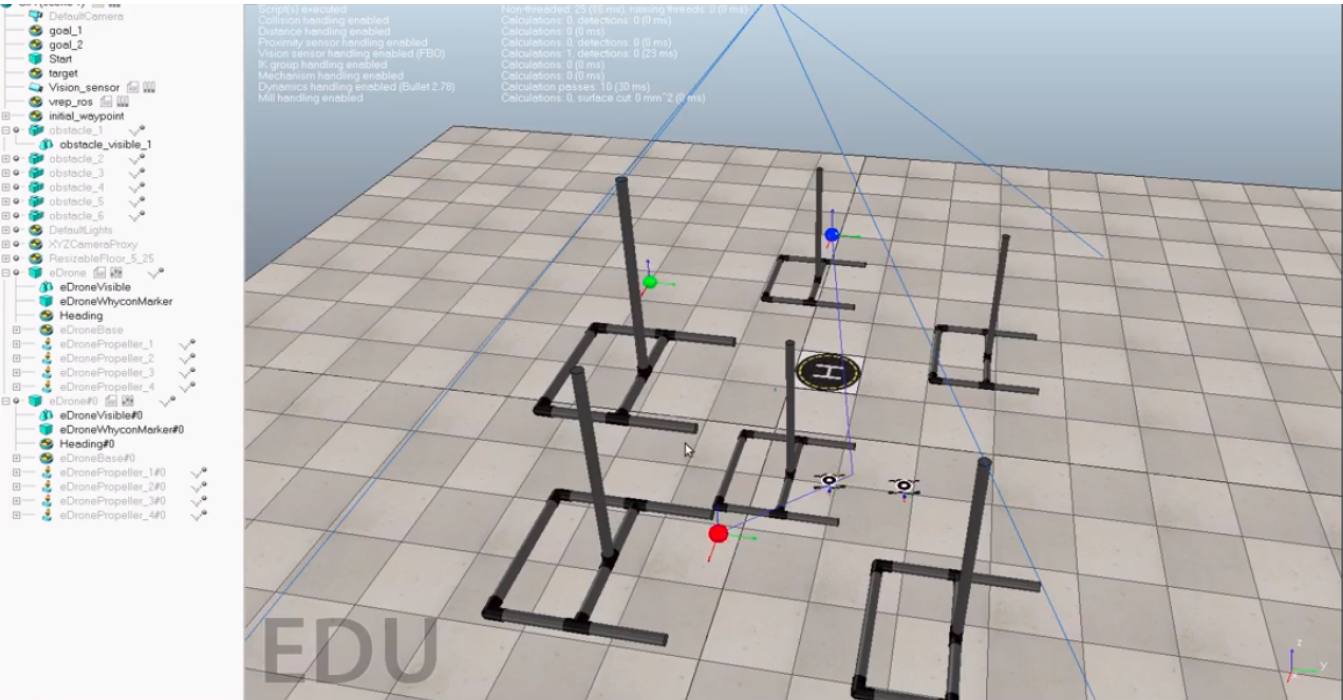 DefaultCamera
goal_1
goal_2
Start
target
Vision_sensor
vrep_ros
initial_waypoint
obstacle_1
obstacle_visible_1
obstacle_2
obstacle_3
obstacle_4
obstacle_5
obstacle_6
DefaultLights
XYZCameraProxy
ResizableFloor_5_25
eDrone
eDroneVisible
eDroneWhyconMarker
Heading
eDroneBase
eDronePropeller_1
eDronePropeller_2
eDronePropeller_3
eDronePropeller_4
eDrone#0
eDroneVisible#0
eDroneWhyconMarker#0
Heading#0
eDroneBase#0
eDronePropeller_1#0
eDronePropeller_2#0
eDronePropeller_3#0
eDronePropeller_4#0
Script(s) executed Non-threaded: 25 (15 ms), running threads: 0 (0 ms)
Collision handling enabled Calculations: 0, detections: 0 (0 ms)
Distance handling enabled Calculations: 0 (0 ms)
Proximity sensor handling enabled Calculations: 0, detections: 0 (0 ms)
Vision sensor handling enabled (FBO) Calculations: 1, detections: 0 (23 ms)
IK group handling enabled Calculations: 0 (0 ms)
Mechanism handling enabled Calculations: 0 (0 ms)
Dynamics handling enabled (Bullet 2.78) Calculation passes: 10 (30 ms)
Mill handling enabled Calculations: 0, surface cut: 0 mm^2 (0 ms)
H
EDU
z
y